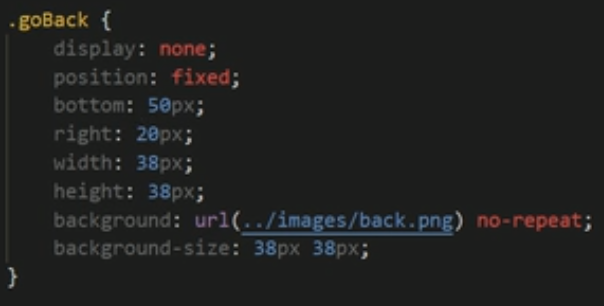 .goBack {
    display: none;
    position: fixed;
    bottom: 50px;
    right: 20px;
    width: 38px;
    height: 38px;
    background: url(../images/back.png) no-repeat;
    background-size: 38px 38px;
}